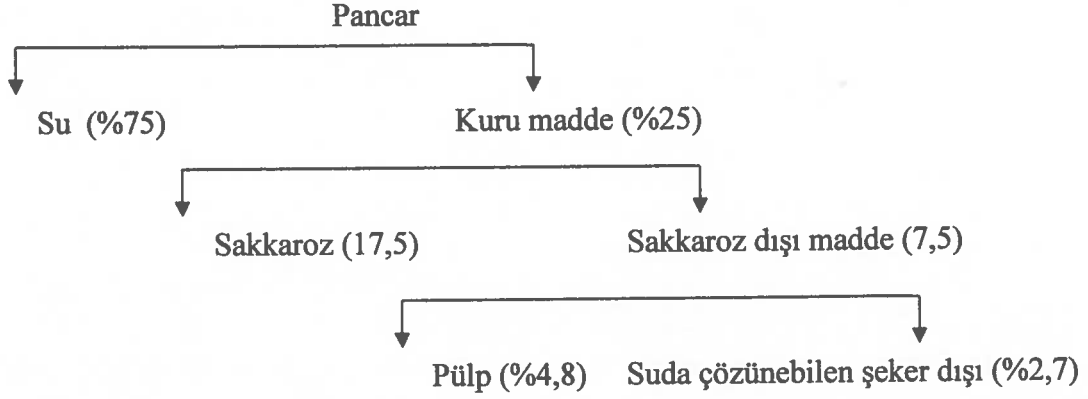 Pancar
Su (%75) Kuru madde (%25)
Sakkaroz (17,5) Sakkaroz dışı madde (7,5)
Pülp (%4,8) Suda çözünebilen şeker dışı (%2,7)